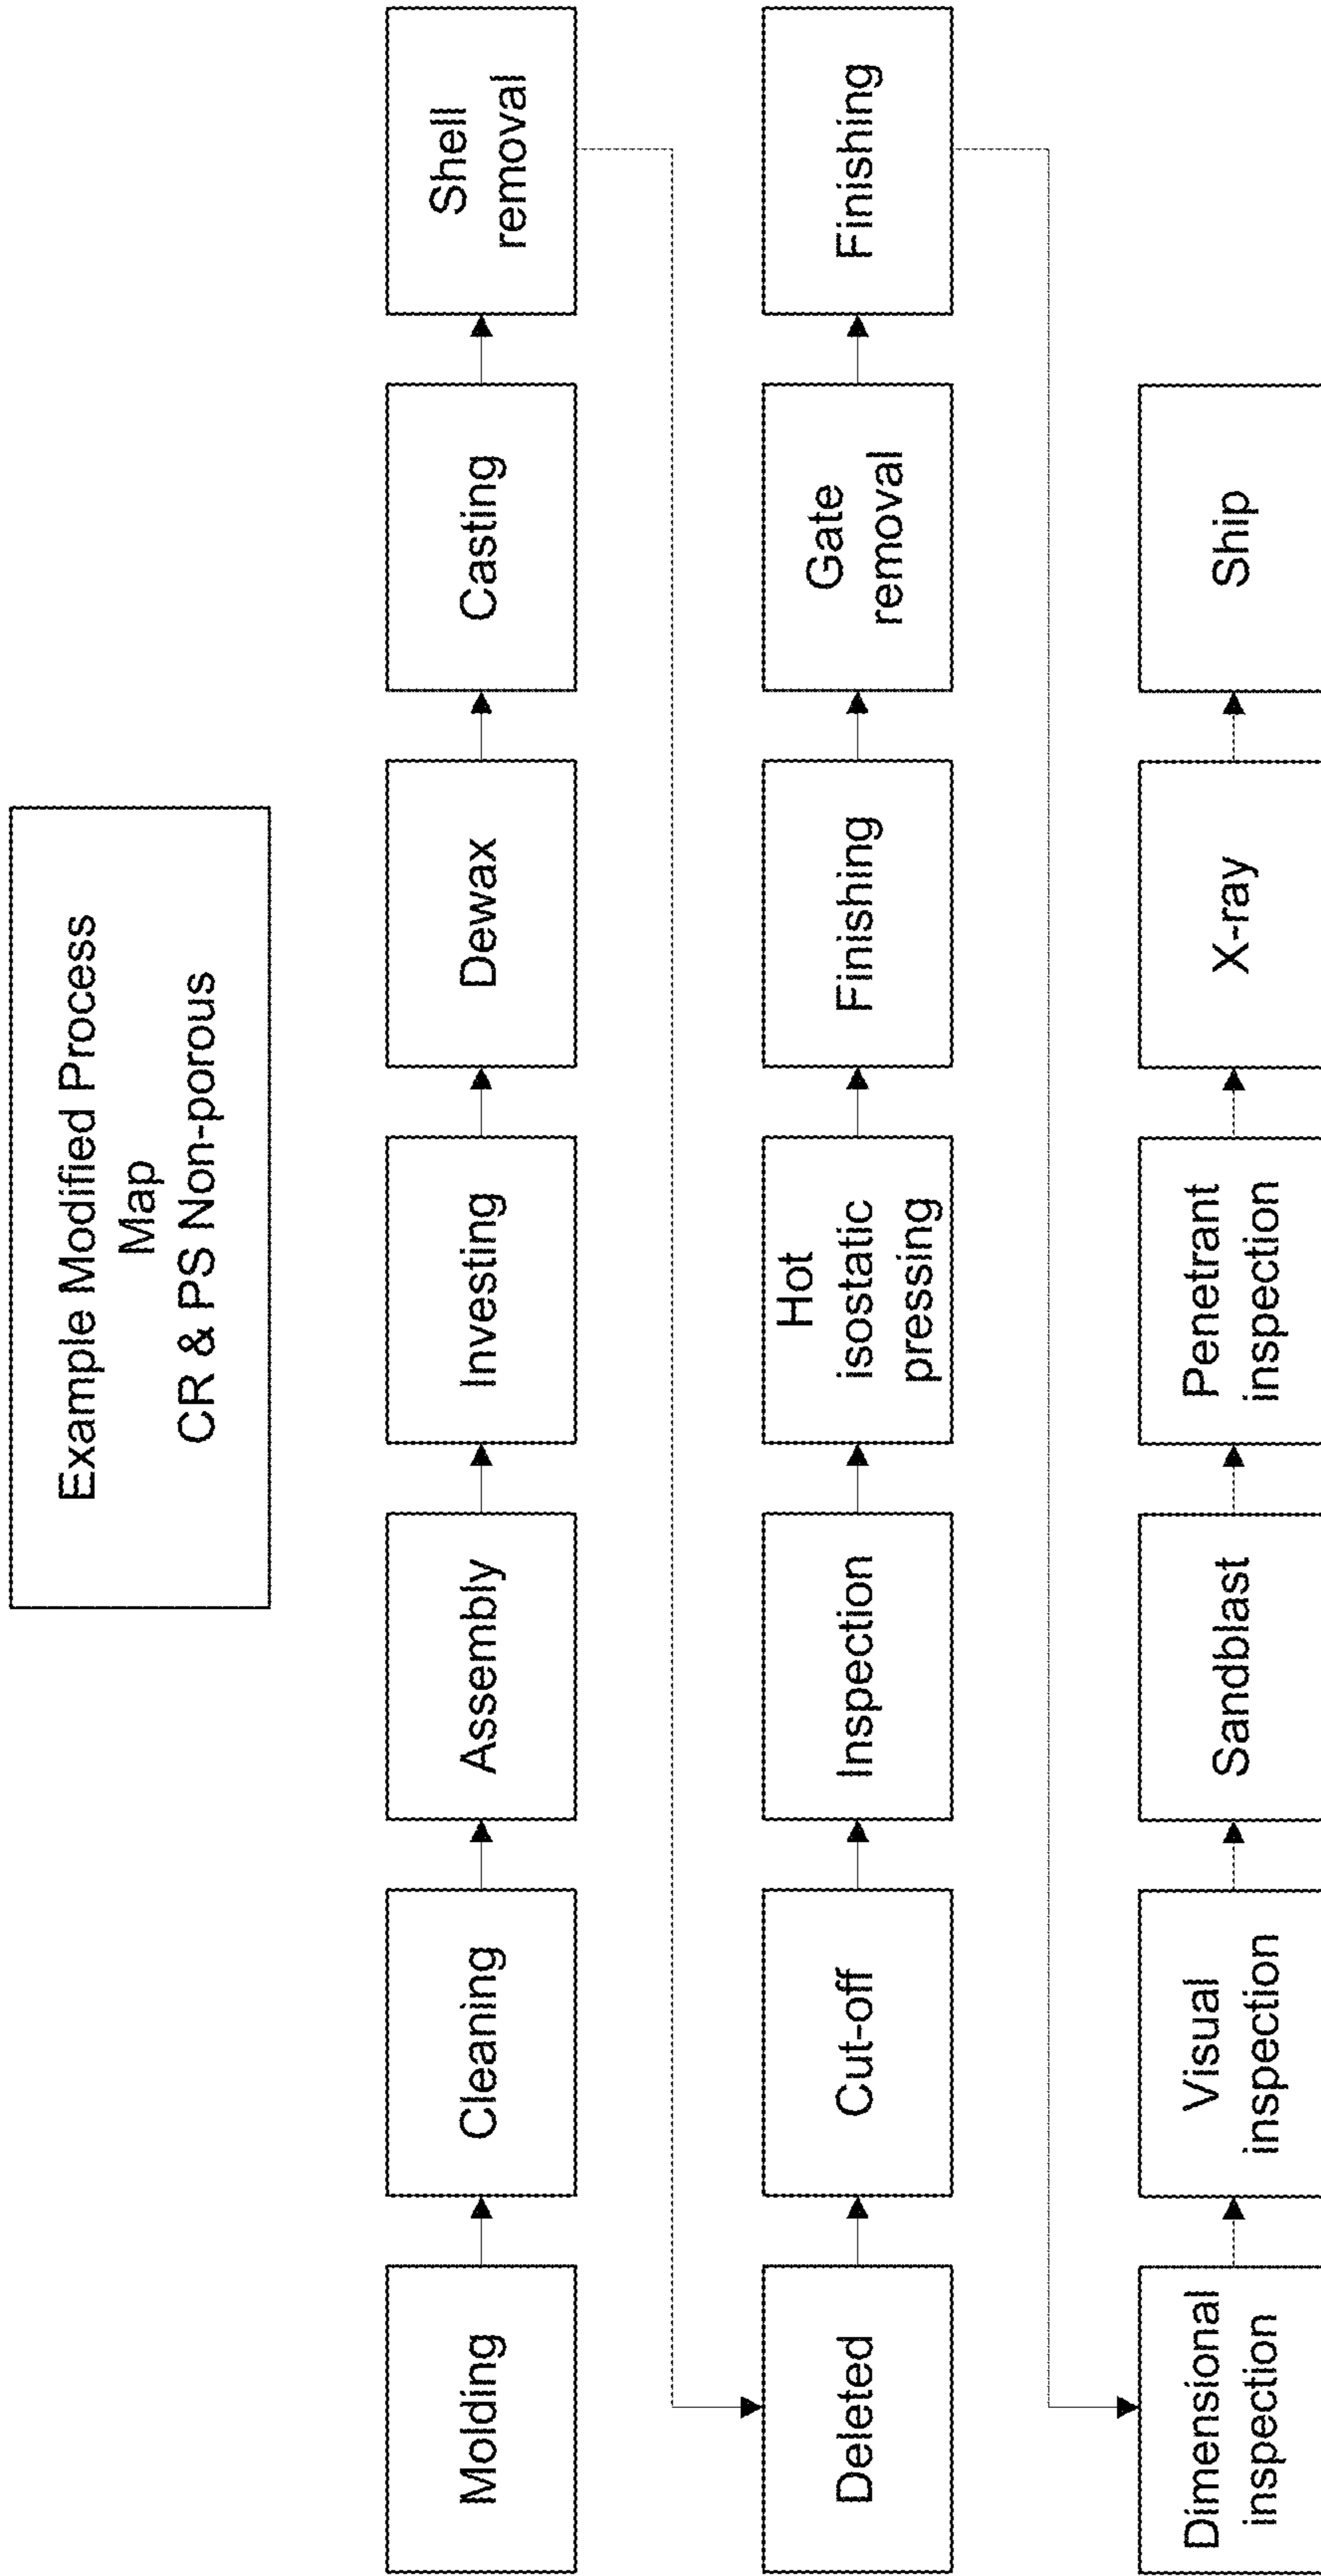 Example Modified Process
Map
CR & PS Non-porous
Molding
Cleaning
Assembly
Investing
Dewax
Casting
Shell
removal
Deleted
Cut-off
Inspection
Hot
isostatic
pressing
Finishing
Gate
removal
Finishing
Dimensional
inspection
Visual
inspection
Sandblast
Penetrant
inspection
X-ray
Ship